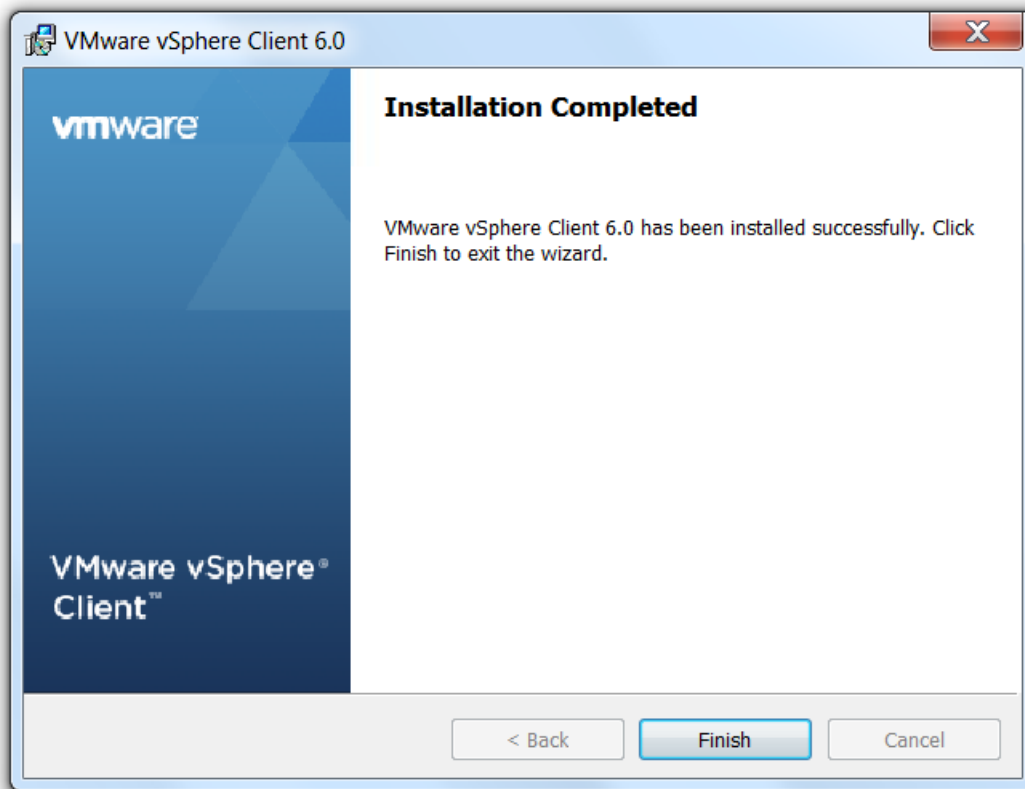 VMware vSphere Client 6.0
X
vmware
Installation Completed
VMware vSphere Client 6.0 has been installed successfully. Click
Finish to exit the wizard.
VMware vSphere®
Client™
< Back
Finish
Cancel